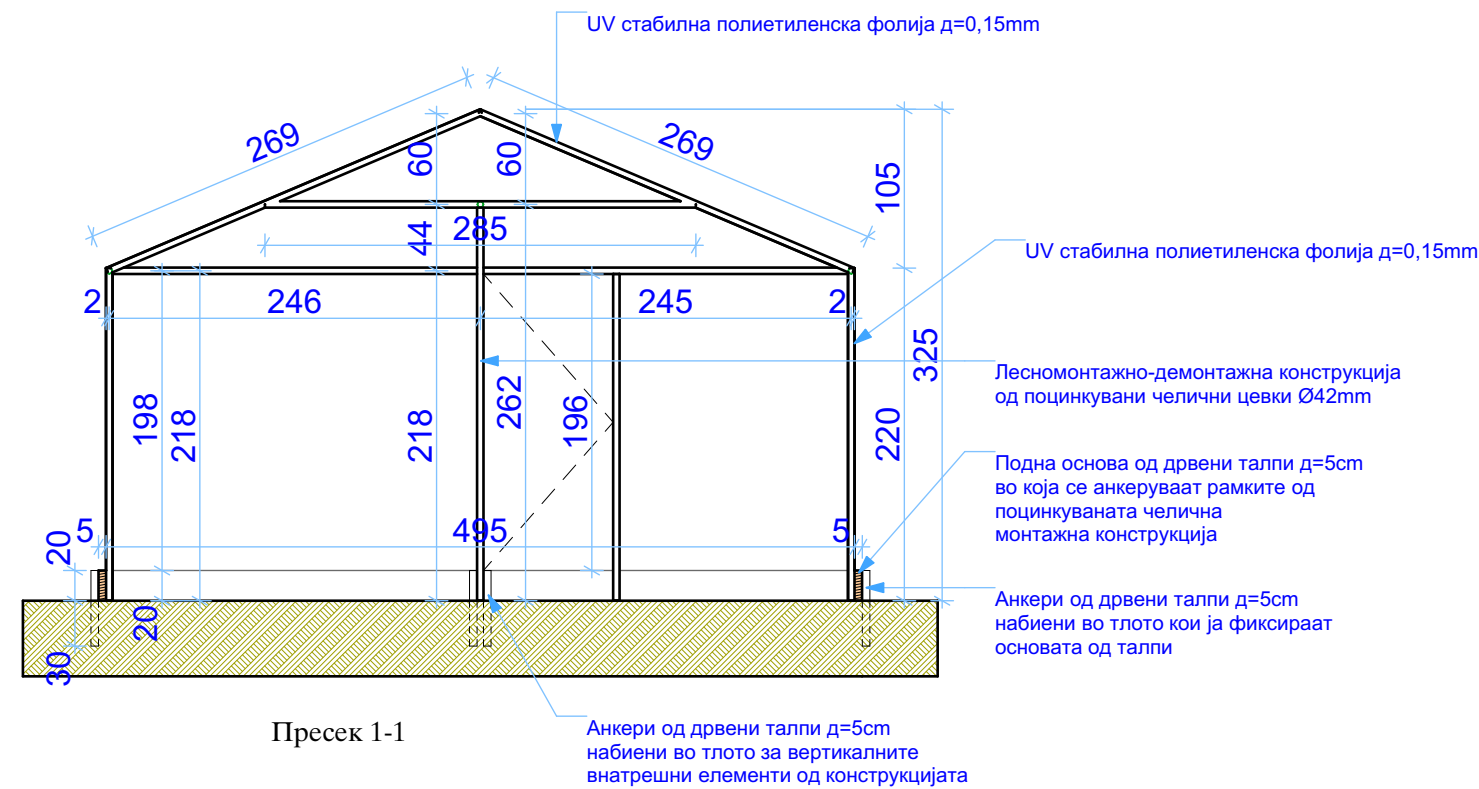 UV стабилна полиетиленска фолија д=0,15mm
269
269
60
60
105
44
285
UV стабилна полиетиленска фолија д=0,15mm
2
246
245
2
325
Лесномонтажно-демонтажна конструкција
од поцинкувани челични цевки Ø42mm
198
218
218
262
196
220
Подна основа од дрвени талпи д=5cm
во која се анкеруваат рамките од
поцинкуваната челична
монтажна конструкција
20
5
495
5
Анкери од дрвени талпи д=5cm
набиени во тлото кои ја фиксираат
основата од талпи
20
30
Пресек 1-1
Анкери од дрвени талпи д=5cm
набиени во тлото за вертикалните
внатрешни елементи од конструкцијата